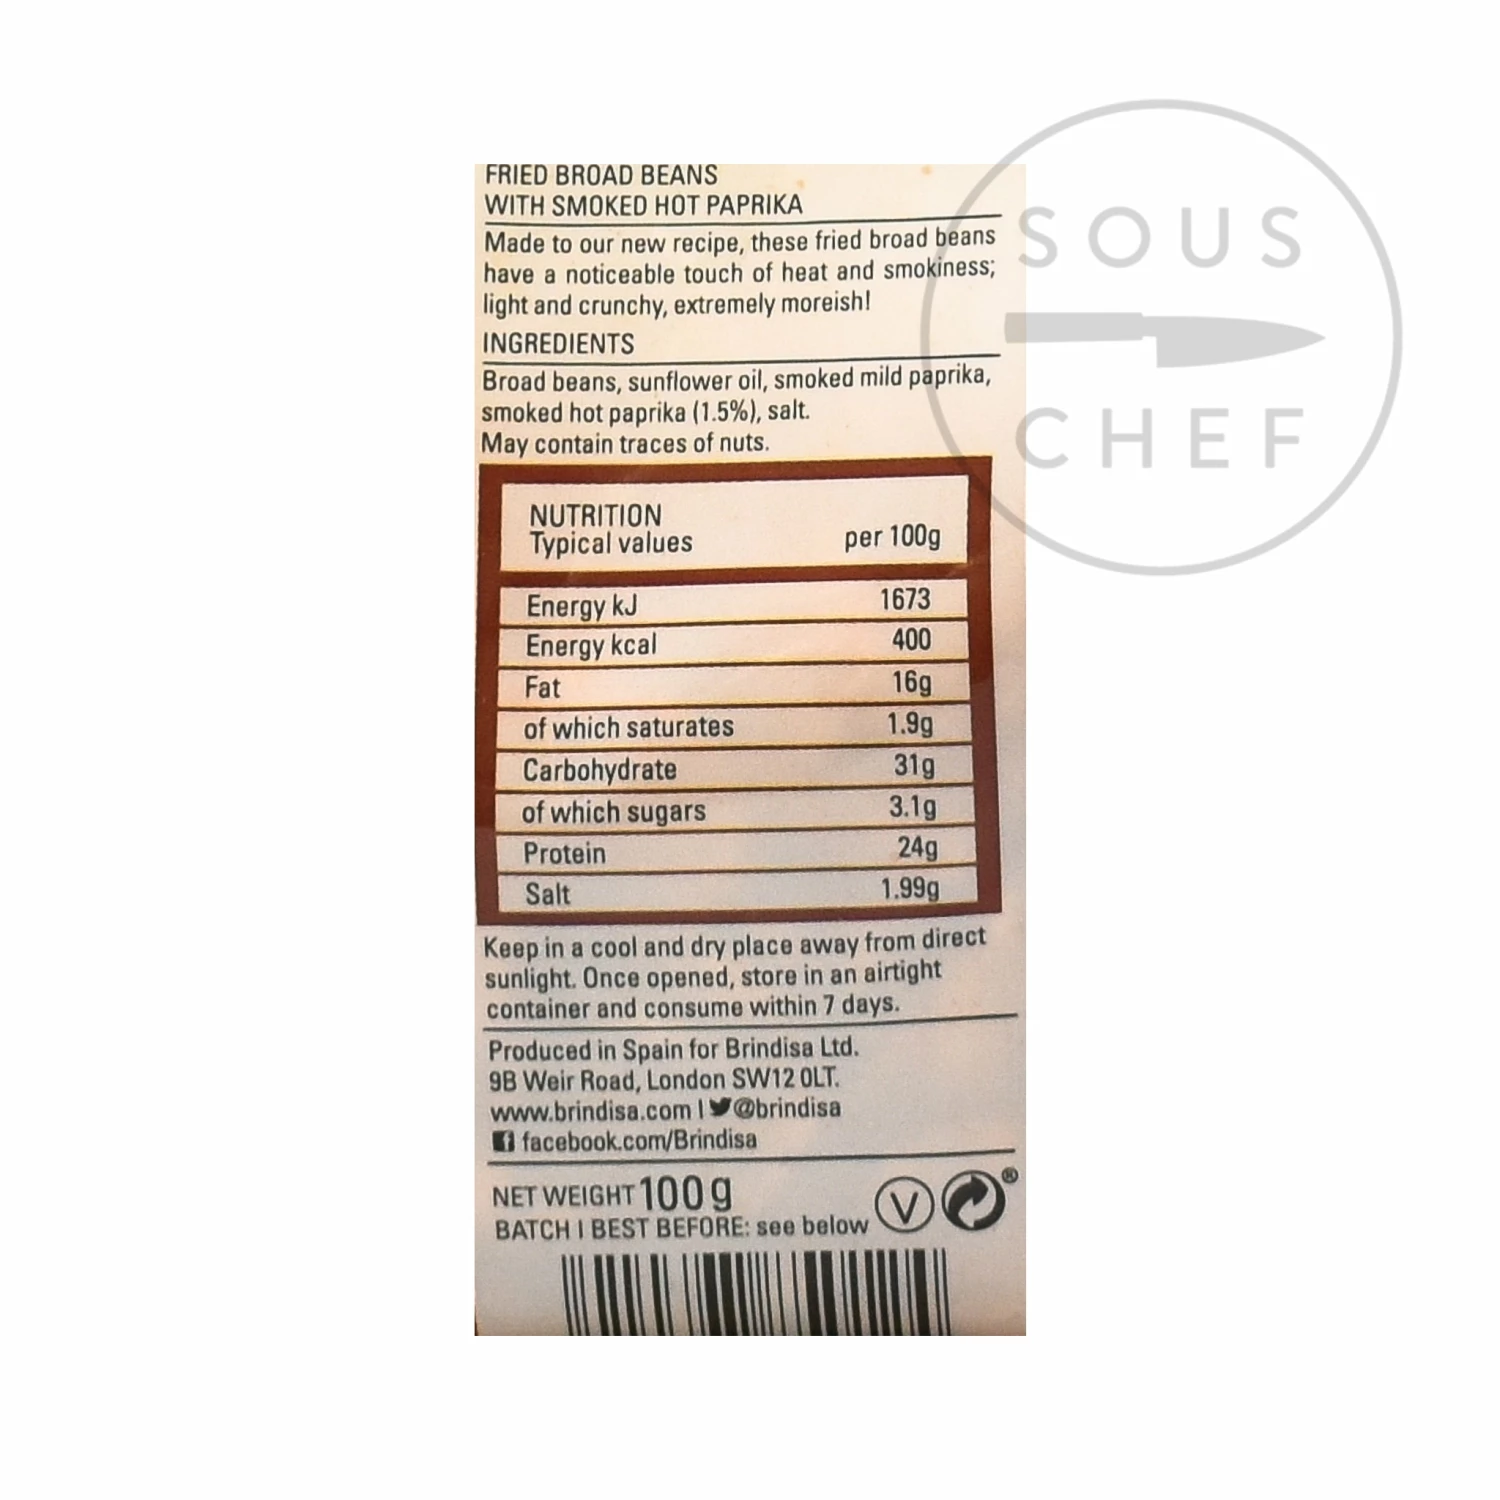 SOUS
CHEF
FRIED BROAD BEANS
WITH SMOKED HOT PAPRIKA
Made to our new recipe, these fried broad beans
have a noticeable touch of heat and smokiness;
light and crunchy, extremely moreish!
INGREDIENTS
Broad beans, sunflower oil, smoked mild paprika,
smoked hot paprika (1.5%), salt.
May contain traces of nuts.
NUTRITION
Typical values per 100g
Energy kJ 1673
Energy kcal 400
Fat 16g
of which saturates 1.9g
Carbohydrate 31g
of which sugars 3.1g
Protein 24g
Salt 1.99g
Keep in a cool and dry place away from direct
sunlight. Once opened, store in an airtight
container and consume within 7 days.
Produced in Spain for Brindisa Ltd.
9B Weir Road, London SW12 0LT.
www.brindisa.com | @brindisa
facebook.com/Brindisa
NET WEIGHT 100g
BATCH | BEST BEFORE: see below
V
®